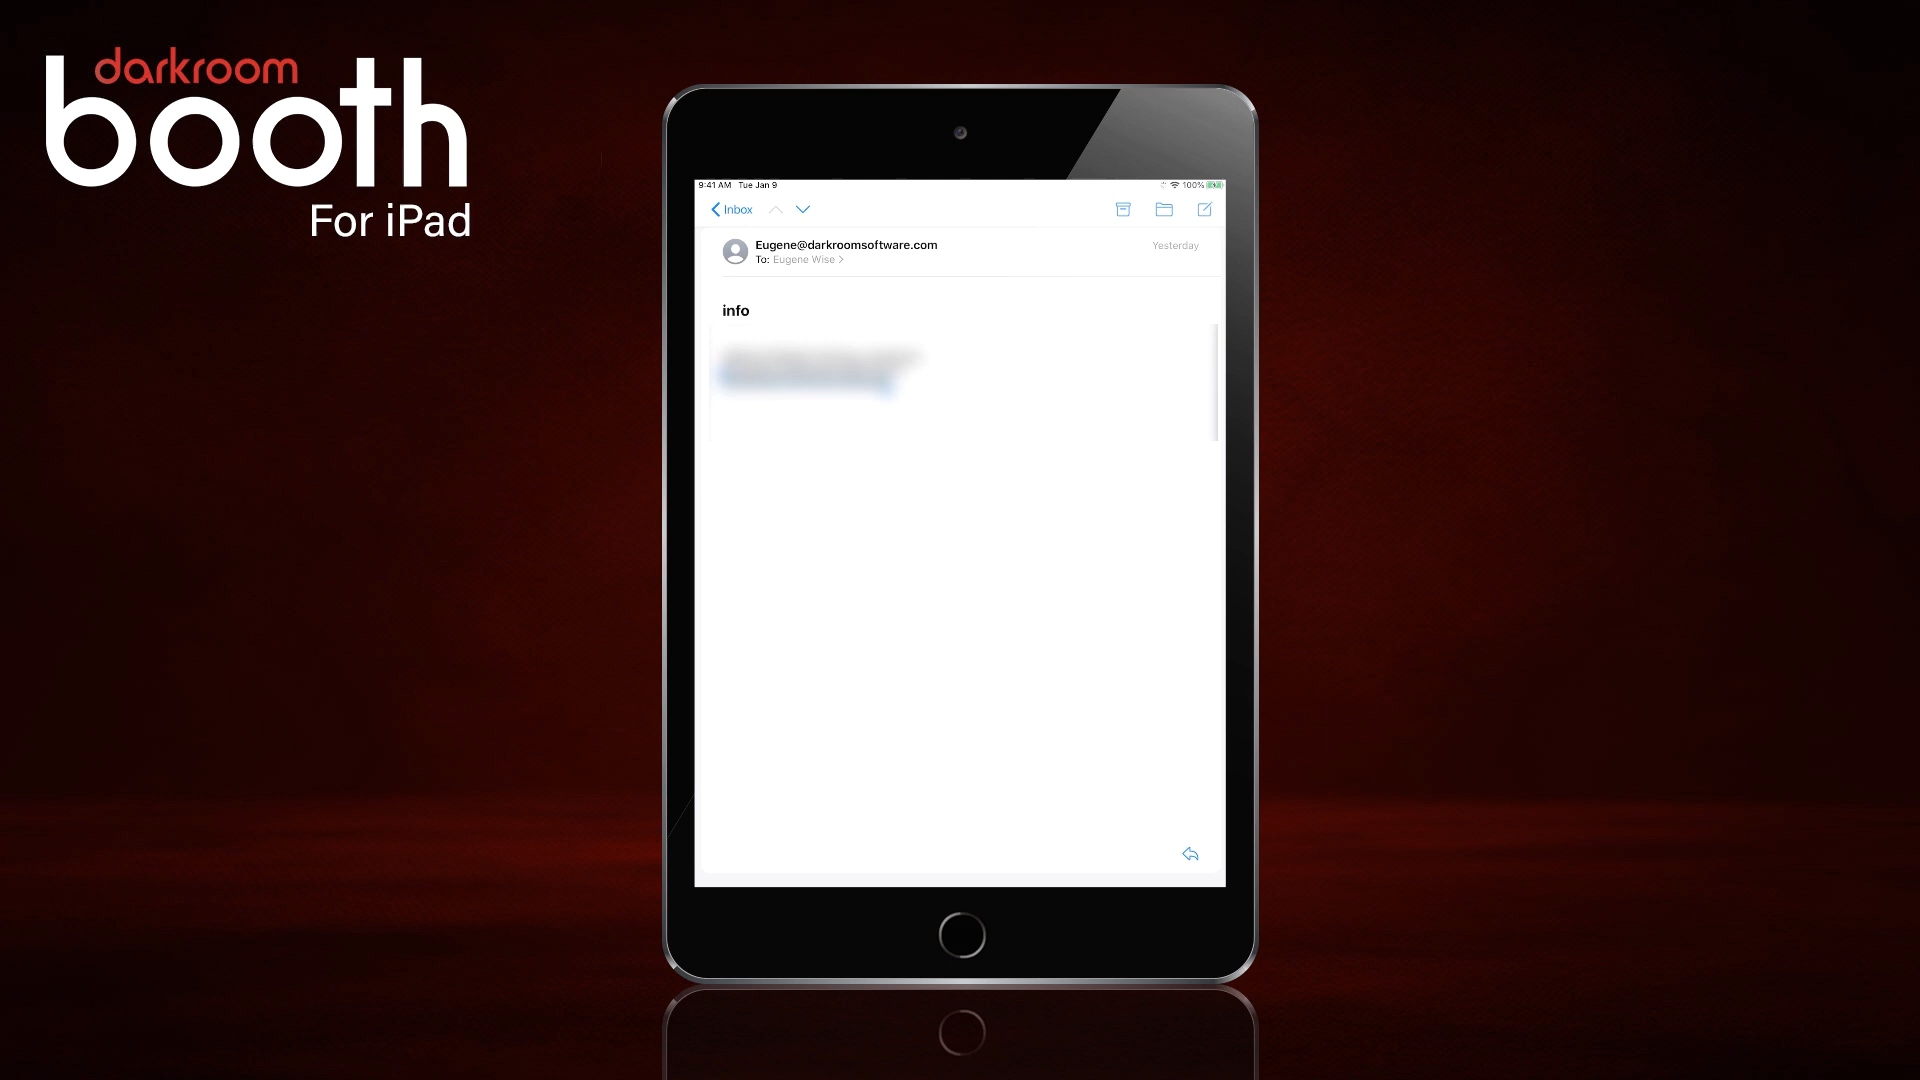 darkroom
booth
For iPad
9:41 AM Tue Jan 9
100%
Inbox
Eugene@darkroomsoftware.com
Yesterday
To: Eugene Wise
info